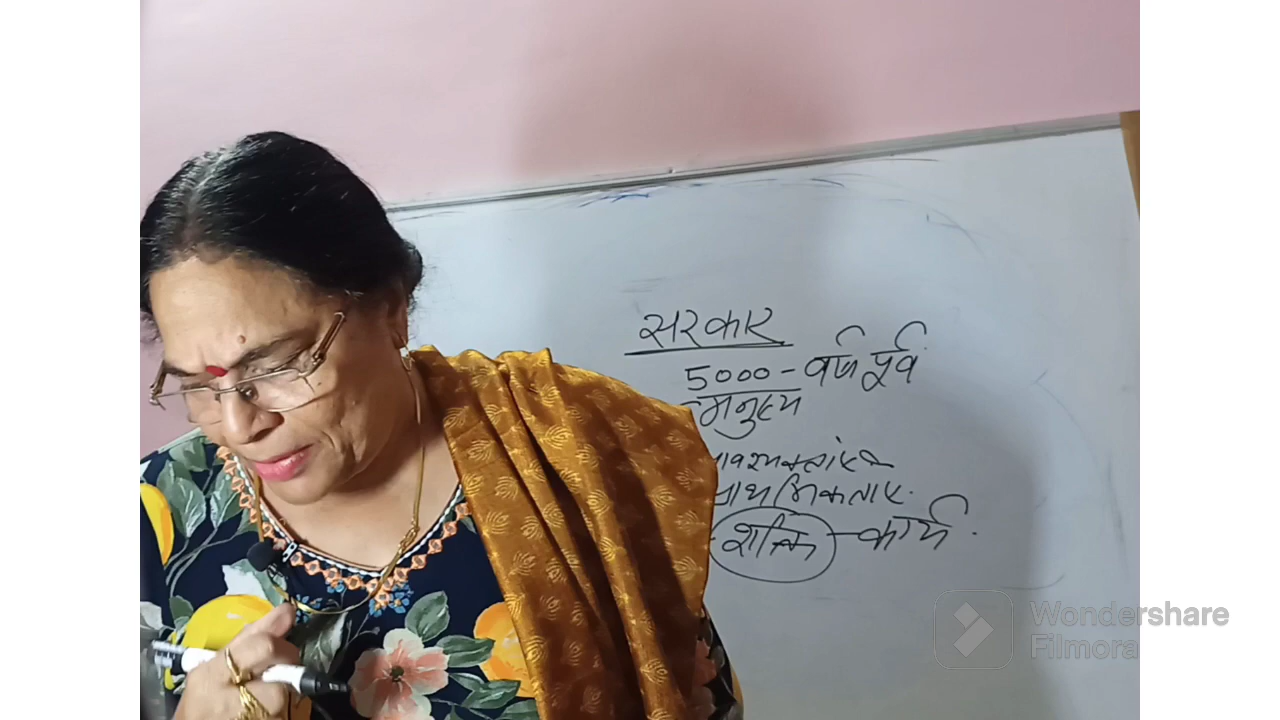 सरकार
5000 - वर्ष पूर्व
मनुष्य
शक्ति - कार्य.
Wondershare
Filmora